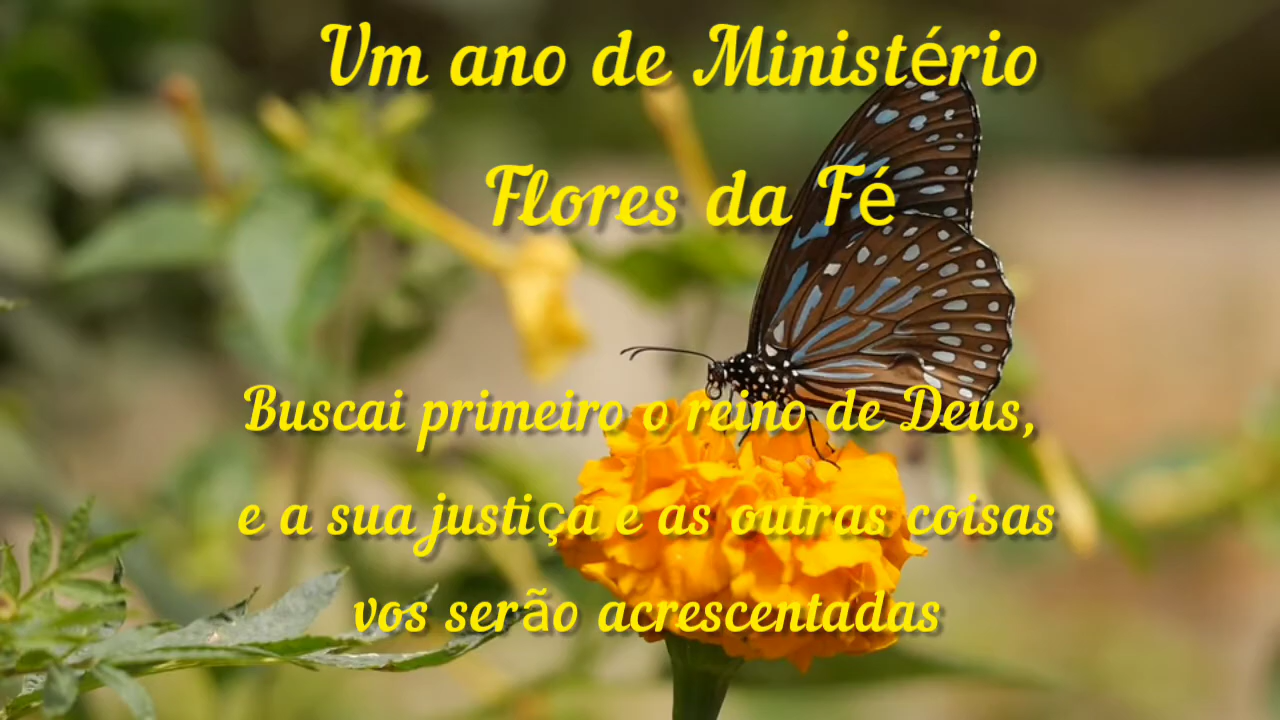 Um ano de Ministério
Flores da Fé
Buscai primeiro o reino de Deus,
e a sua justiça e as outras coisas
vos serão acrescentadas